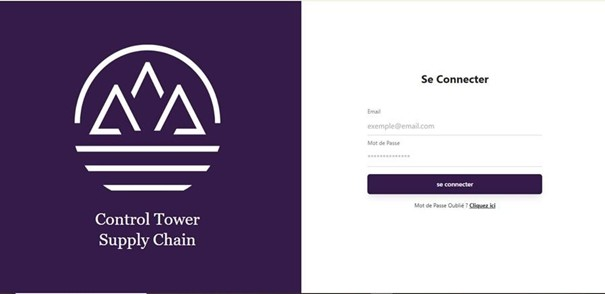 Control Tower
Supply Chain
Se Connecter
Email
exemple@email.com
Mot de Passe
**************
se connecter
Mot de Passe Oublié ? Cliquez ici